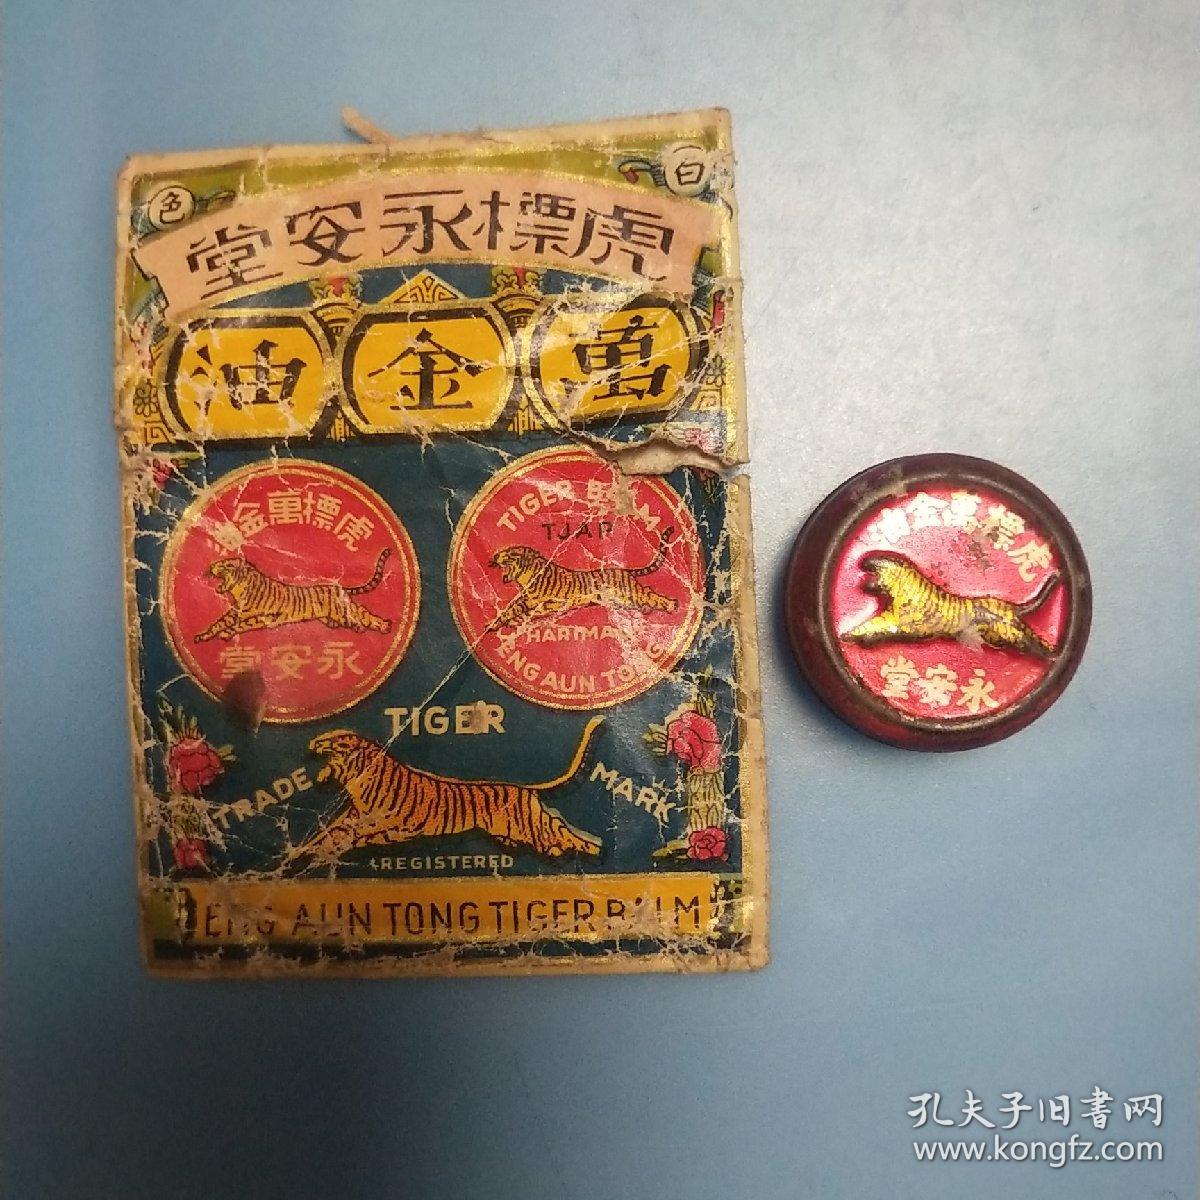 白色
虎標永安堂
萬金油
虎標萬金油
永安堂
TIGER BALM
TJAP
HARIMAU
ENG AUN TONG
TIGER
TRADE MARK
REGISTERED
ENG AUN TONG TIGER BALM
虎標萬金油
永安堂
孔夫子旧書网
www.kongfz.com